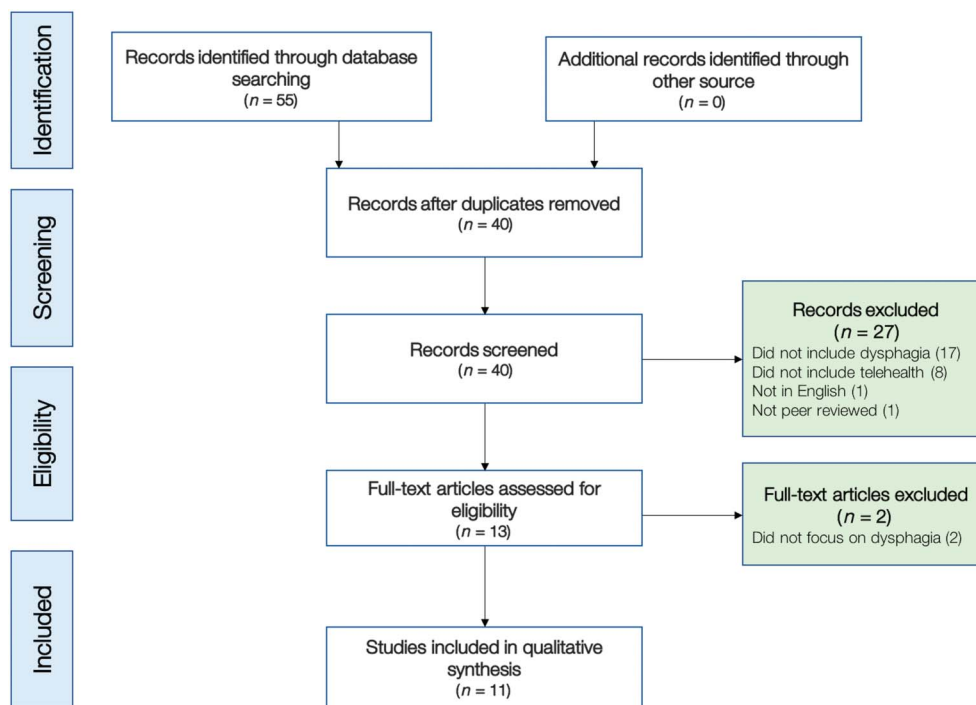 Identification
Records identified through database
searching
(n = 55)
Additional records identified through
other source
(n = 0)
Screening
Records after duplicates removed
(n = 40)
Records screened
(n = 40)
Records excluded
(n = 27)
Did not include dysphagia (17)
Did not include telehealth (8)
Not in English (1)
Not peer reviewed (1)
Eligibility
Full-text articles assessed for
eligibility
(n = 13)
Full-text articles excluded
(n = 2)
Did not focus on dysphagia (2)
Included
Studies included in qualitative
synthesis
(n = 11)